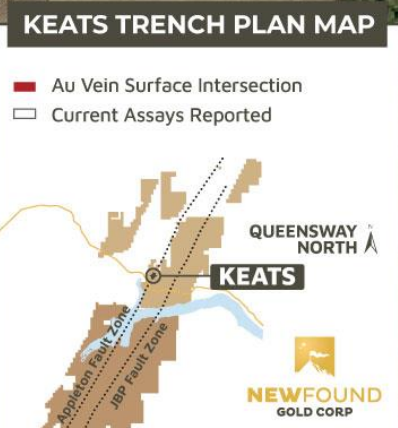 KEATS TRENCH PLAN MAP
Au Vein Surface Intersection
Current Assays Reported
QUEENSWAY
NORTH
KEATS
Appleton Fault Zone
JBP Fault Zone
NEWFOUND
GOLD CORP